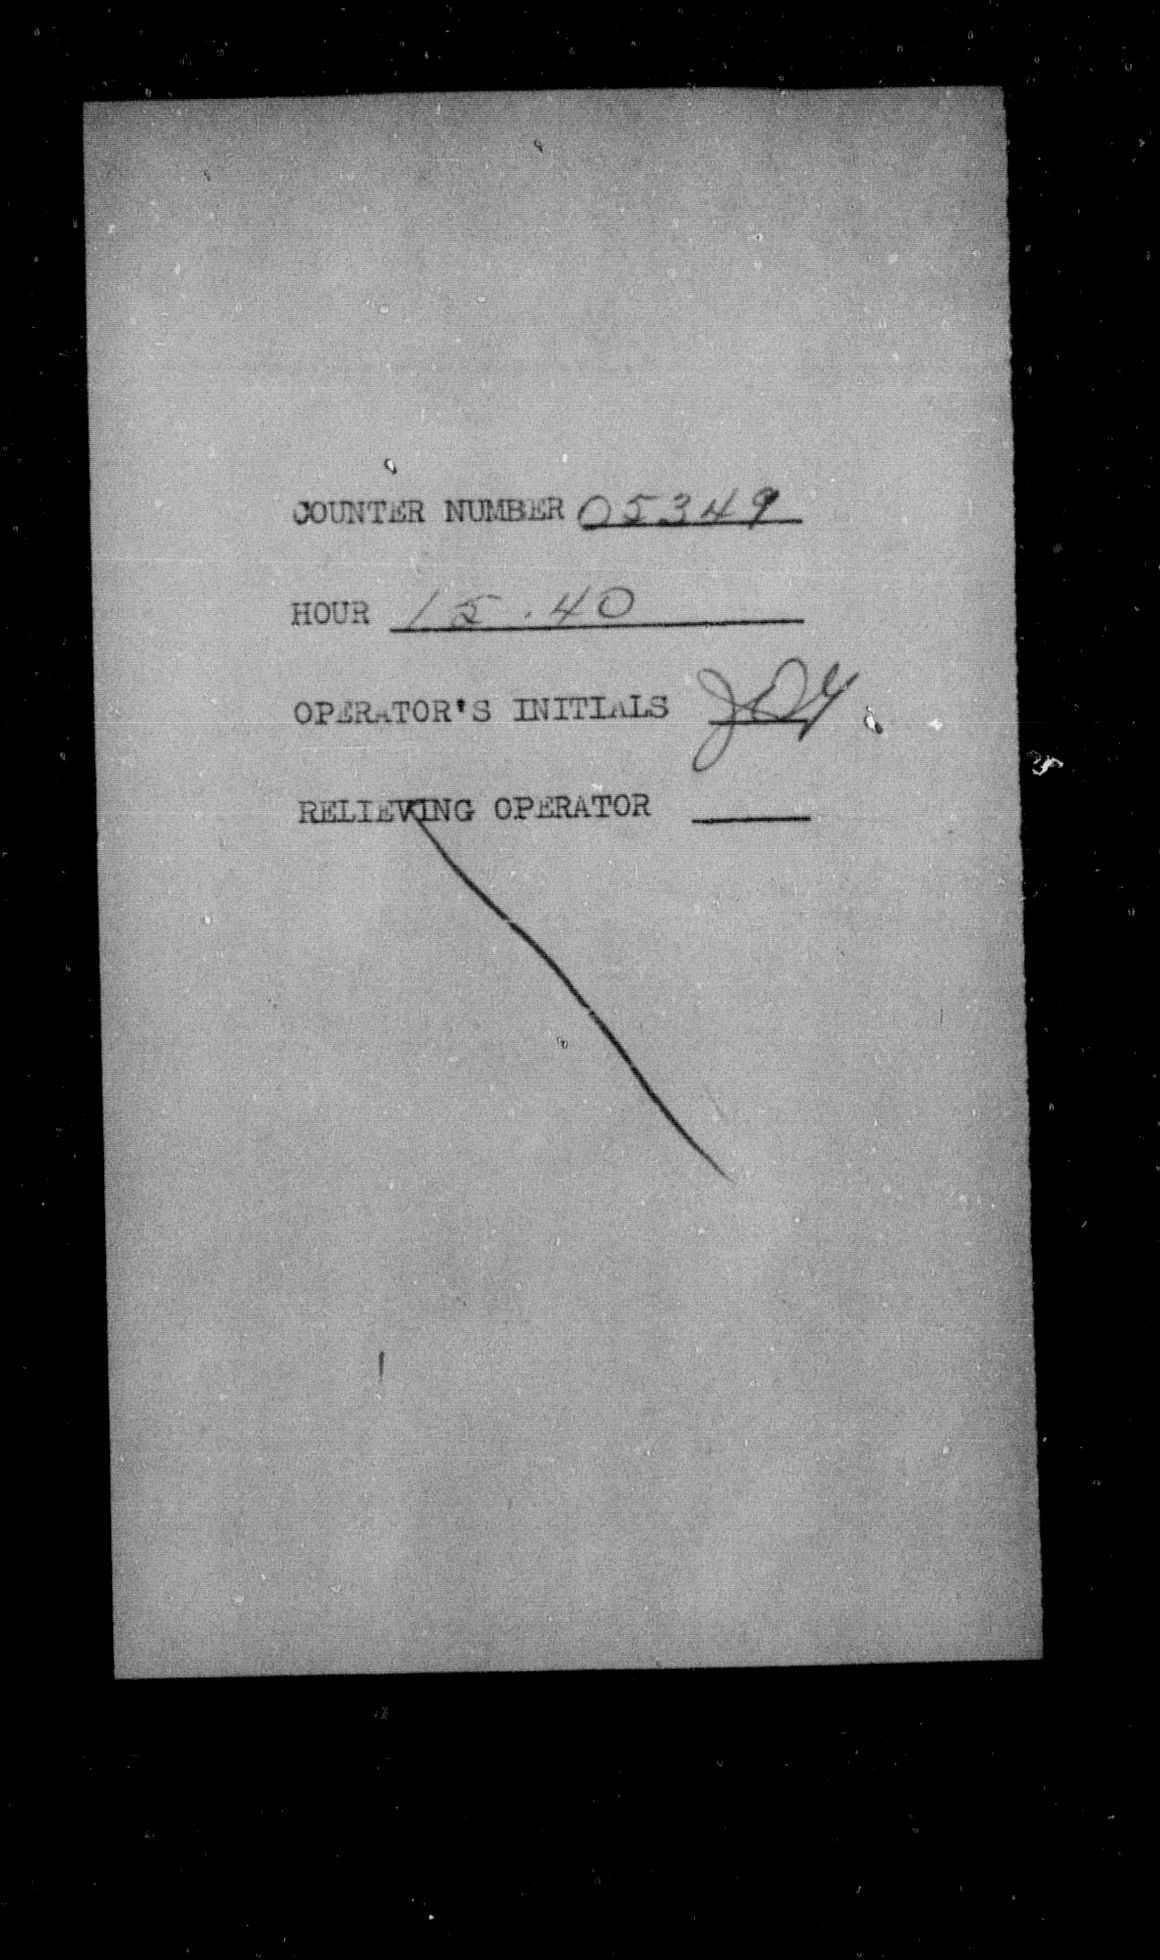 COUNTER NUMBER 05349
HOUR 15.40
OPERATOR'S INITIALS
RELIEVING OPERATOR